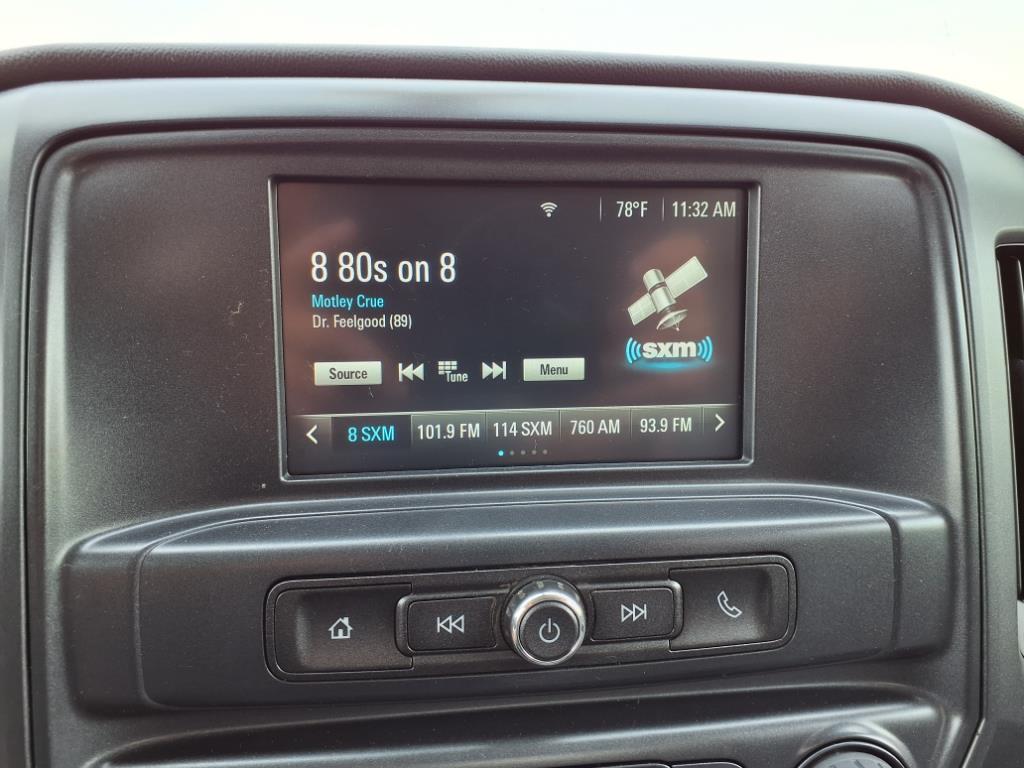 78°F 11:32 AM
8 80s on 8
Motley Crue
Dr. Feelgood (89)
sxm
Source Tune Menu
8 SXM 101.9 FM 114 SXM 760 AM 93.9 FM